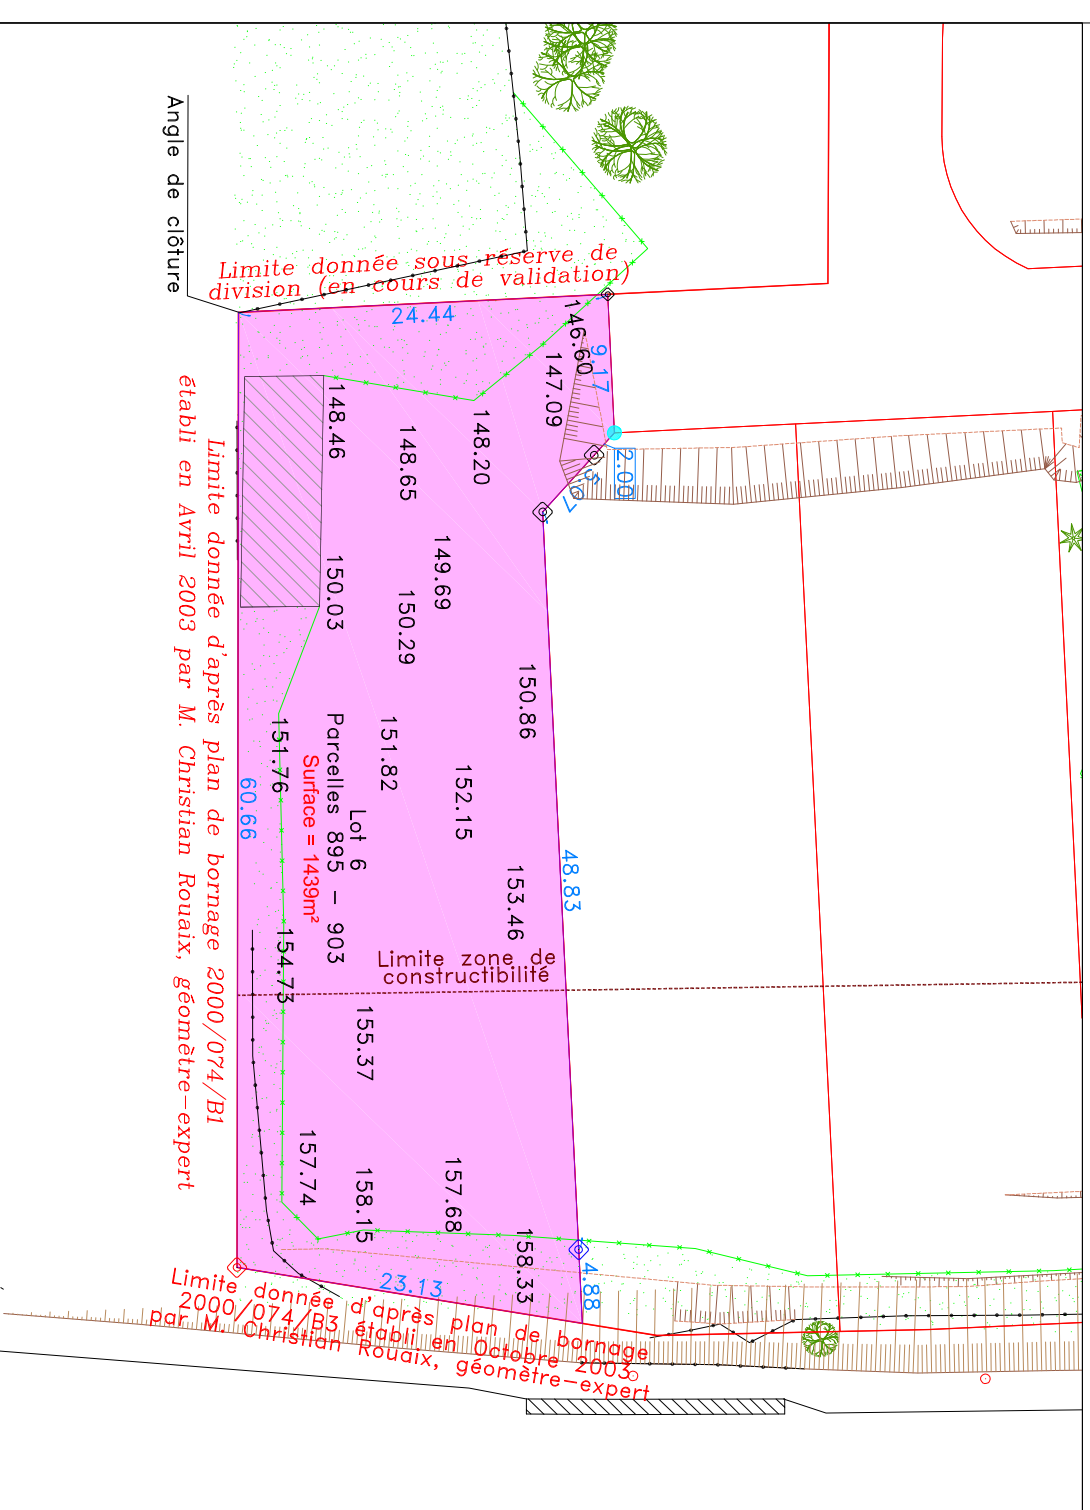 Angle de clôture
Limite donnée sous réserve de
division (en cours de validation)
24.44
146.60
9.17
147.09
148.46
148.65
148.20
2.00
150.03
149.69
150.29
150.86
Limite donnée d'après plan de bornage 2000/074/B1
établi en Avril 2003 par M. Christian Rouaix, géomètre-expert
151.76
151.82
152.15
60.66
Lot 6
Parcelles 895 - 903
Surface = 1439m²
48.83
153.46
154.73
Limite zone de
constructibilité
155.37
157.74
158.15
157.68
158.33
4.88
23.13
Limite donnée d'après plan de bornage
2000/074/B3 établi en Octobre 2003
par M. Christian Rouaix, géomètre-expert